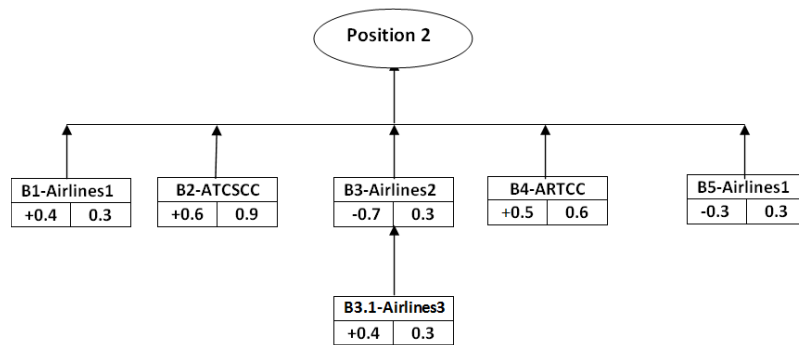 Position 2
B1-Airlines1
+0.4 0.3
B2-ATCSCC
+0.6 0.9
B3-Airlines2
-0.7 0.3
B4-ARTCC
+0.5 0.6
B5-Airlines1
-0.3 0.3
B3.1-Airlines3
+0.4 0.3